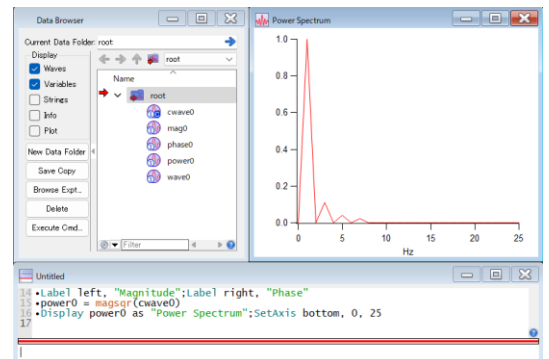 Data Browser
Current Data Folder: root:
Display
Waves
Variables
Strings
Info
Plot
New Data Folder
Save Copy
Browse Expt...
Delete
Execute Cmd...
root
Name
root
cwave0
mag0
phase0
power0
wave0
Filter
Power Spectrum
1.0
0.8
0.6
0.4
0.2
0.0
0 5 10 15 20 25
Hz
Untitled
14 •Label left, "Magnitude";Label right, "Phase"
15 •power0 = magsqr(cwave0)
16 •Display power0 as "Power Spectrum";SetAxis bottom, 0, 25
17